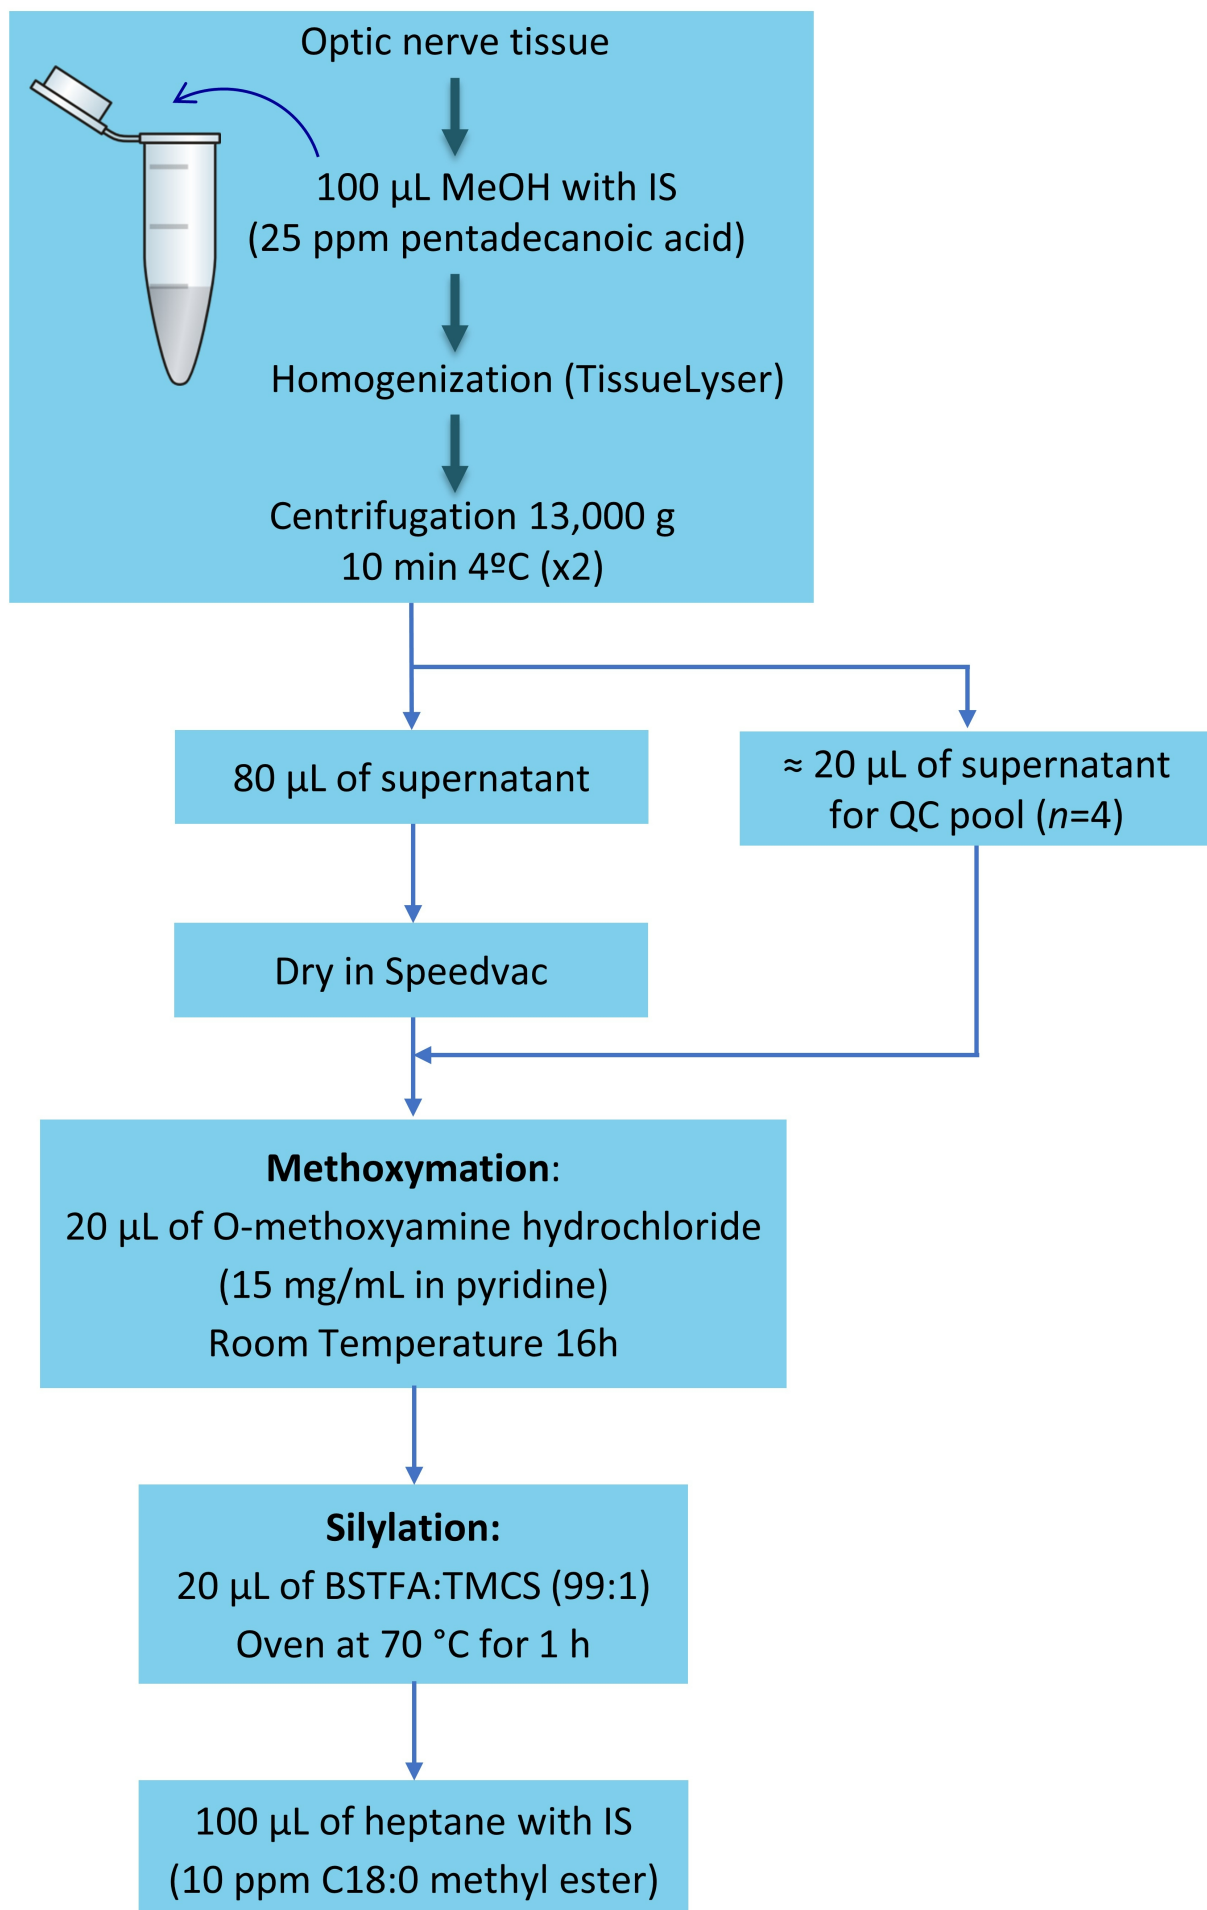 Optic nerve tissue
100 µL MeOH with IS
(25 ppm pentadecanoic acid)
Homogenization (TissueLyser)
Centrifugation 13,000 g
10 min 4ºC (x2)
80 µL of supernatant
≈ 20 µL of supernatant
for QC pool (n=4)
Dry in Speedvac
Methoxymation:
20 µL of O-methoxyamine hydrochloride
(15 mg/mL in pyridine)
Room Temperature 16h
Silylation:
20 µL of BSTFA:TMCS (99:1)
Oven at 70 °C for 1 h
100 µL of heptane with IS
(10 ppm C18:0 methyl ester)